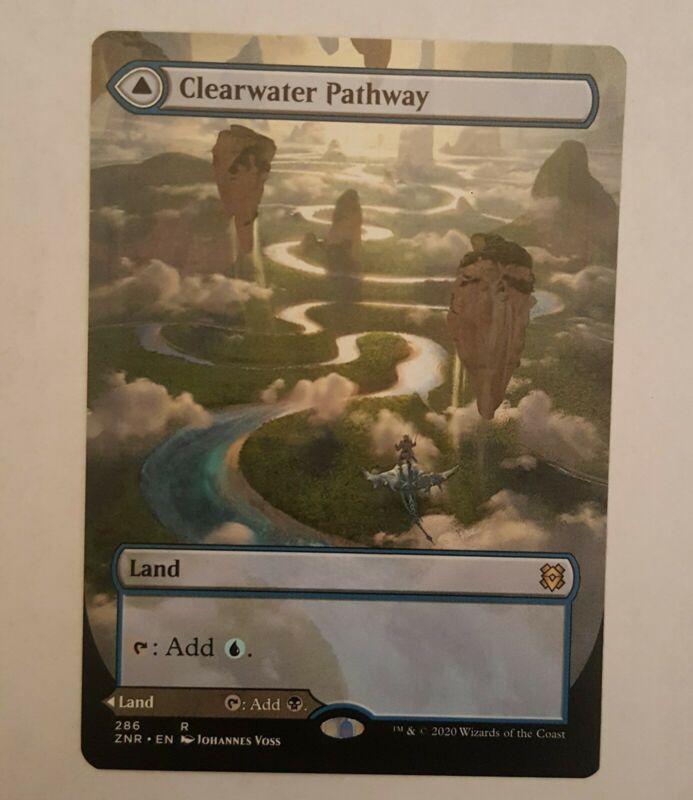 Clearwater Pathway
Land
: Add .
Land : Add .
286 R
ZNR • EN Johannes Voss
™ & © 2020 Wizards of the Coast